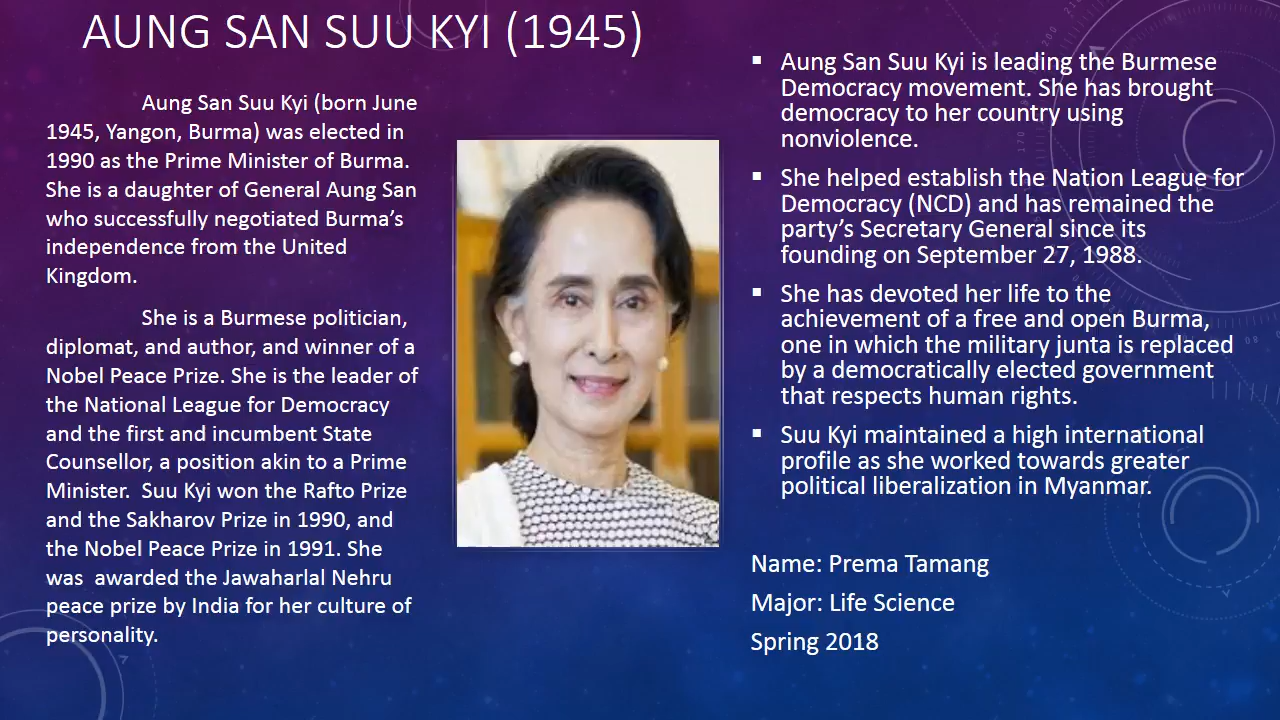 AUNG SAN SUU KYI (1945)
Aung San Suu Kyi (born June
1945, Yangon, Burma) was elected in
1990 as the Prime Minister of Burma.
She is a daughter of General Aung San
who successfully negotiated Burma's
independence from the United
Kingdom.
She is a Burmese politician,
diplomat, and author, and winner of a
Nobel Peace Prize. She is the leader of
the National League for Democracy
and the first and incumbent State
Counsellor, a position akin to a Prime
Minister. Suu Kyi won the Rafto Prize
and the Sakharov Prize in 1990, and
the Nobel Peace Prize in 1991. She
was awarded the Jawaharlal Nehru
peace prize by India for her culture of
personality.
▪ Aung San Suu Kyi is leading the Burmese
Democracy movement. She has brought
democracy to her country using
nonviolence.
▪ She helped establish the Nation League for
Democracy (NCD) and has remained the
party's Secretary General since its
founding on September 27, 1988.
▪ She has devoted her life to the
achievement of a free and open Burma,
one in which the military junta is replaced
by a democratically elected government
that respects human rights.
▪ Suu Kyi maintained a high international
profile as she worked towards greater
political liberalization in Myanmar.
Name: Prema Tamang
Major: Life Science
Spring 2018